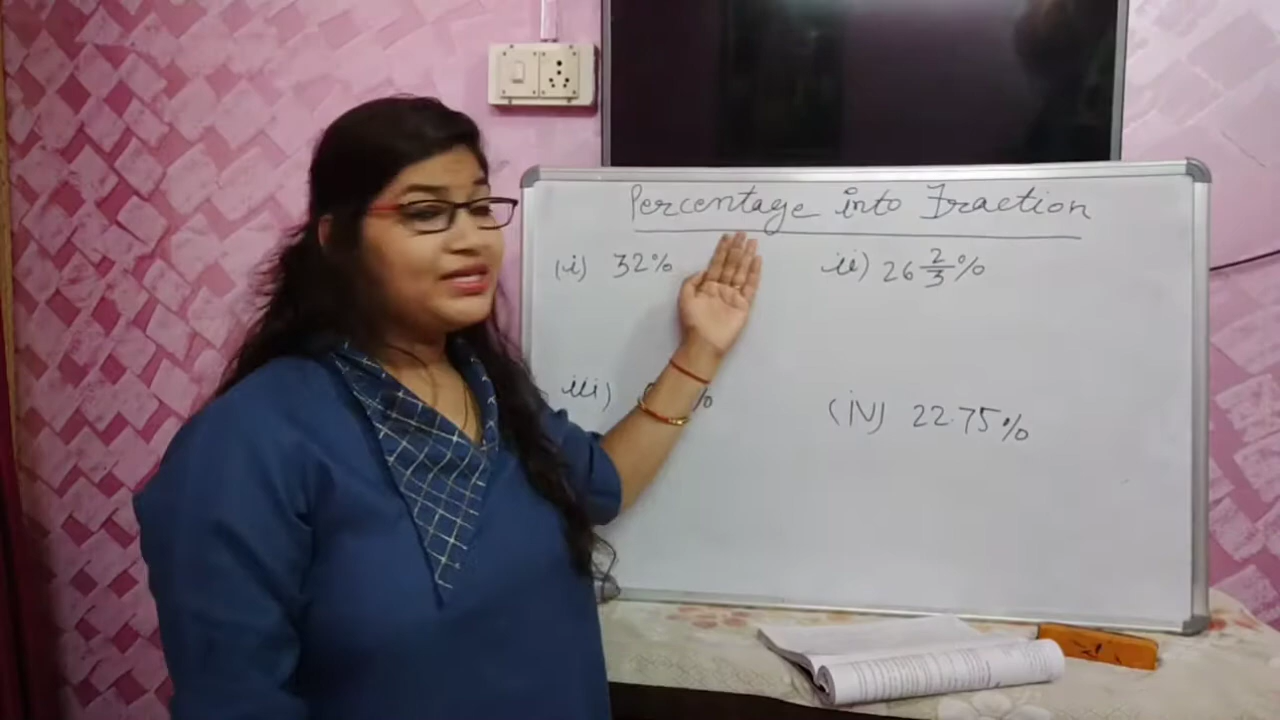 Percentage into Fraction
(i) 32% ii) 26 2/3 %
iii) %
(iv) 22.75%